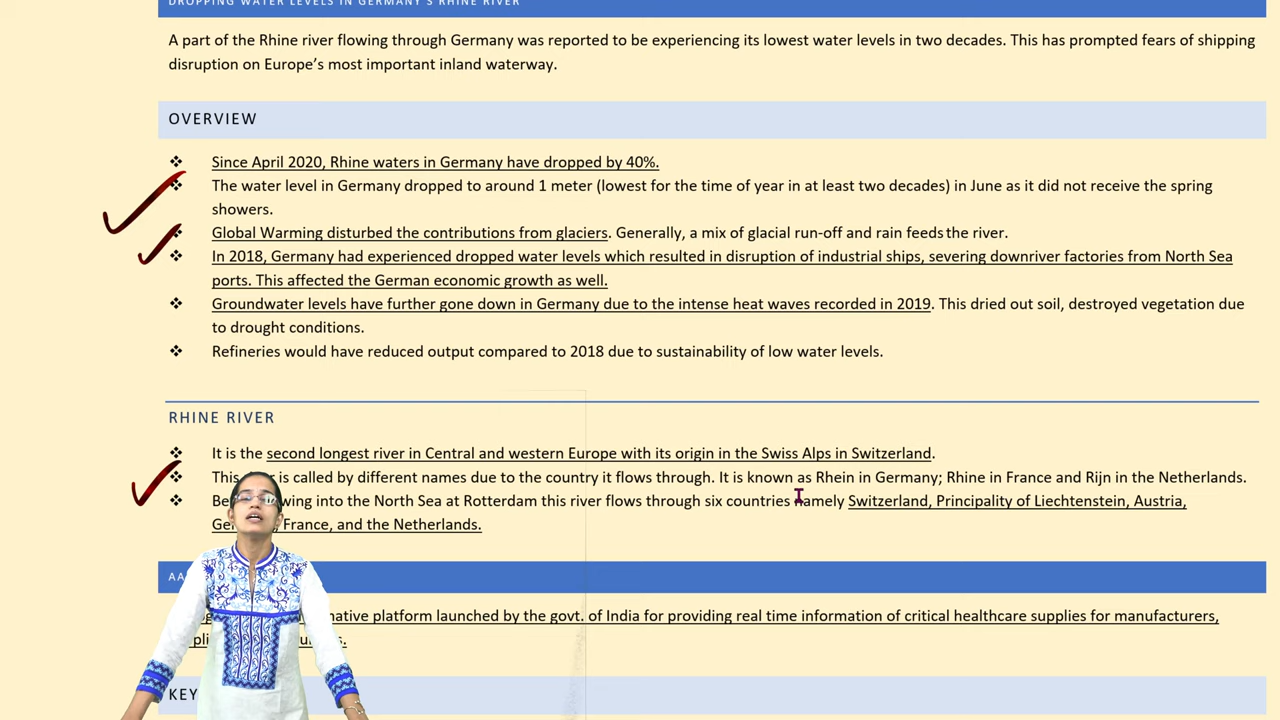 DROPPING WATER LEVELS IN GERMANY'S RHINE RIVER
A part of the Rhine river flowing through Germany was reported to be experiencing its lowest water levels in two decades. This has prompted fears of shipping
disruption on Europe's most important inland waterway.
OVERVIEW
❖ Since April 2020, Rhine waters in Germany have dropped by 40%.
❖ The water level in Germany dropped to around 1 meter (lowest for the time of year in at least two decades) in June as it did not receive the spring
showers.
❖ Global Warming disturbed the contributions from glaciers. Generally, a mix of glacial run-off and rain feeds the river.
❖ In 2018, Germany had experienced dropped water levels which resulted in disruption of industrial ships, severing downriver factories from North Sea
ports. This affected the German economic growth as well.
❖ Groundwater levels have further gone down in Germany due to the intense heat waves recorded in 2019. This dried out soil, destroyed vegetation due
to drought conditions.
❖ Refineries would have reduced output compared to 2018 due to sustainability of low water levels.
RHINE RIVER
❖ It is the second longest river in Central and western Europe with its origin in the Swiss Alps in Switzerland.
❖ This is called by different names due to the country it flows through. It is known as Rhein in Germany; Rhine in France and Rijn in the Netherlands.
❖ into the North Sea at Rotterdam this river flows through six countries namely Switzerland, Principality of Liechtenstein, Austria,
France, and the Netherlands.
platform launched by the govt. of India for providing real time information of critical healthcare supplies for manufacturers,
KEY